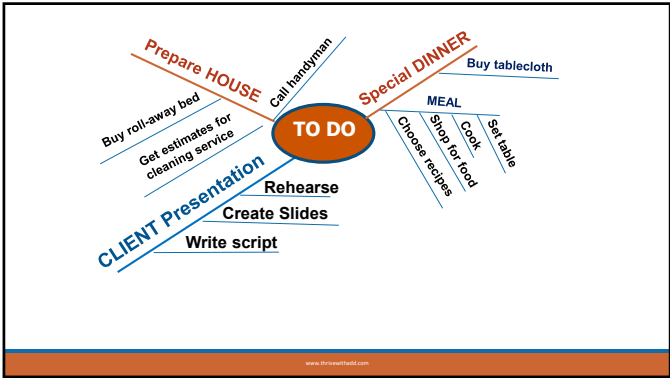 Prepare HOUSE
Call handyman
Buy roll-away bed
Get estimates for
cleaning service
TO DO
Special DINNER
Buy tablecloth
MEAL
Choose recipes
Shop for food
Cook
Set table
CLIENT Presentation
Rehearse
Create Slides
Write script
www.thrivewithadd.com